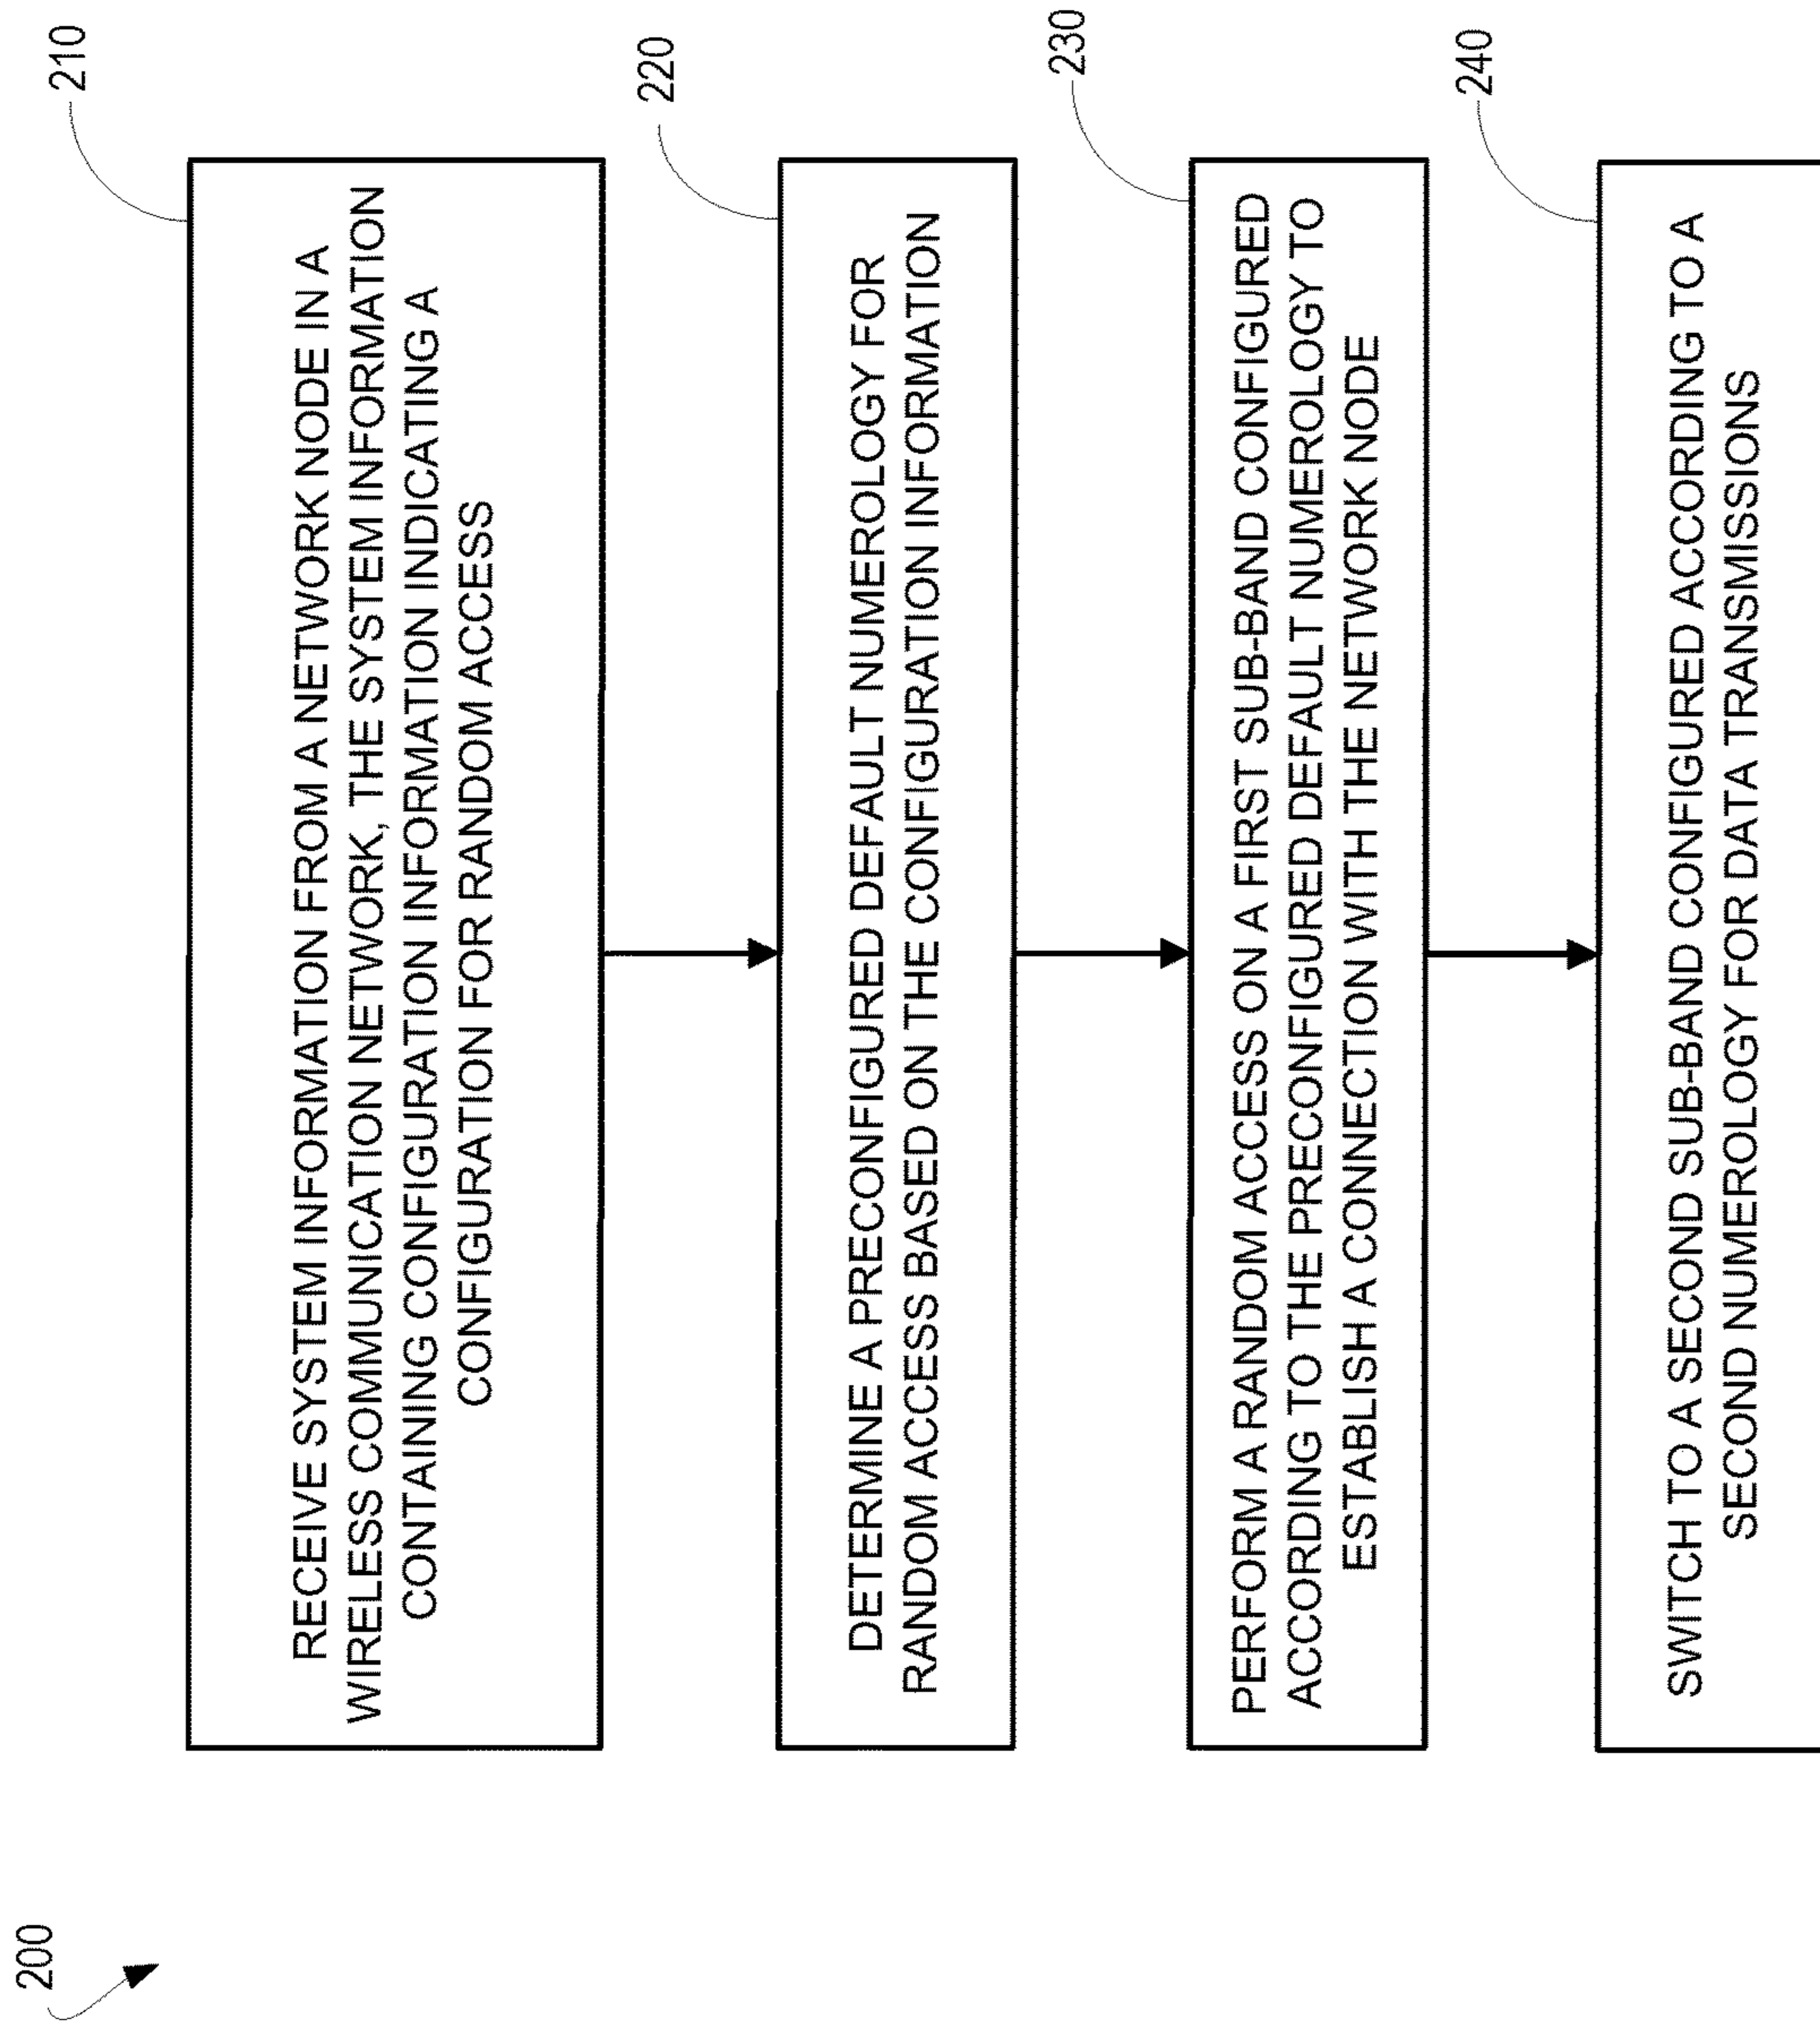 200
210
RECEIVE SYSTEM INFORMATION FROM A NETWORK NODE IN A
WIRELESS COMMUNICATION NETWORK, THE SYSTEM INFORMATION
CONTAINING CONFIGURATION INFORMATION INDICATING A
CONFIGURATION FOR RANDOM ACCESS
220
DETERMINE A PRECONFIGURED DEFAULT NUMEROLOGY FOR
RANDOM ACCESS BASED ON THE CONFIGURATION INFORMATION
230
PERFORM A RANDOM ACCESS ON A FIRST SUB-BAND CONFIGURED
ACCORDING TO THE PRECONFIGURED DEFAULT NUMEROLOGY TO
ESTABLISH A CONNECTION WITH THE NETWORK NODE
240
SWITCH TO A SECOND SUB-BAND CONFIGURED ACCORDING TO A
SECOND NUMEROLOGY FOR DATA TRANSMISSIONS